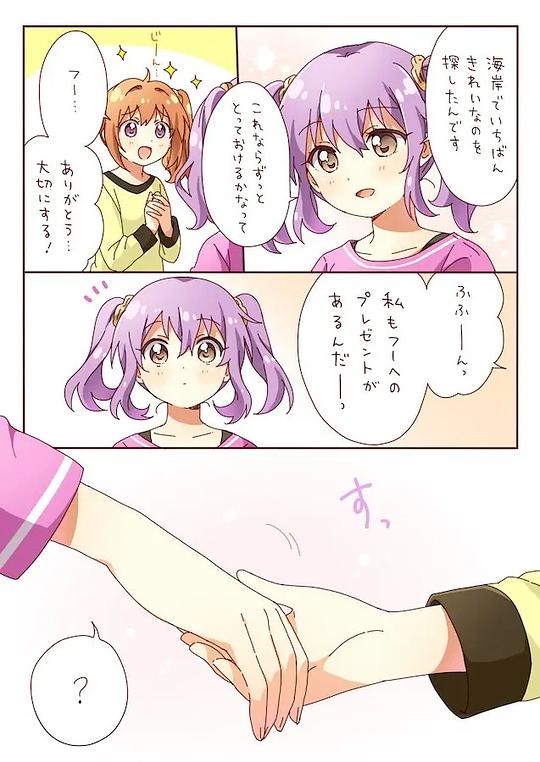 海岸でいちばん
きれいなのを
探したんです
これならずっと
とっておけるかなって
じーん…
フー…
ありがとう…
大切にする!
ふふーーんっ
私もフーへの
プレゼントが
あるんだーーっ
すっ
?